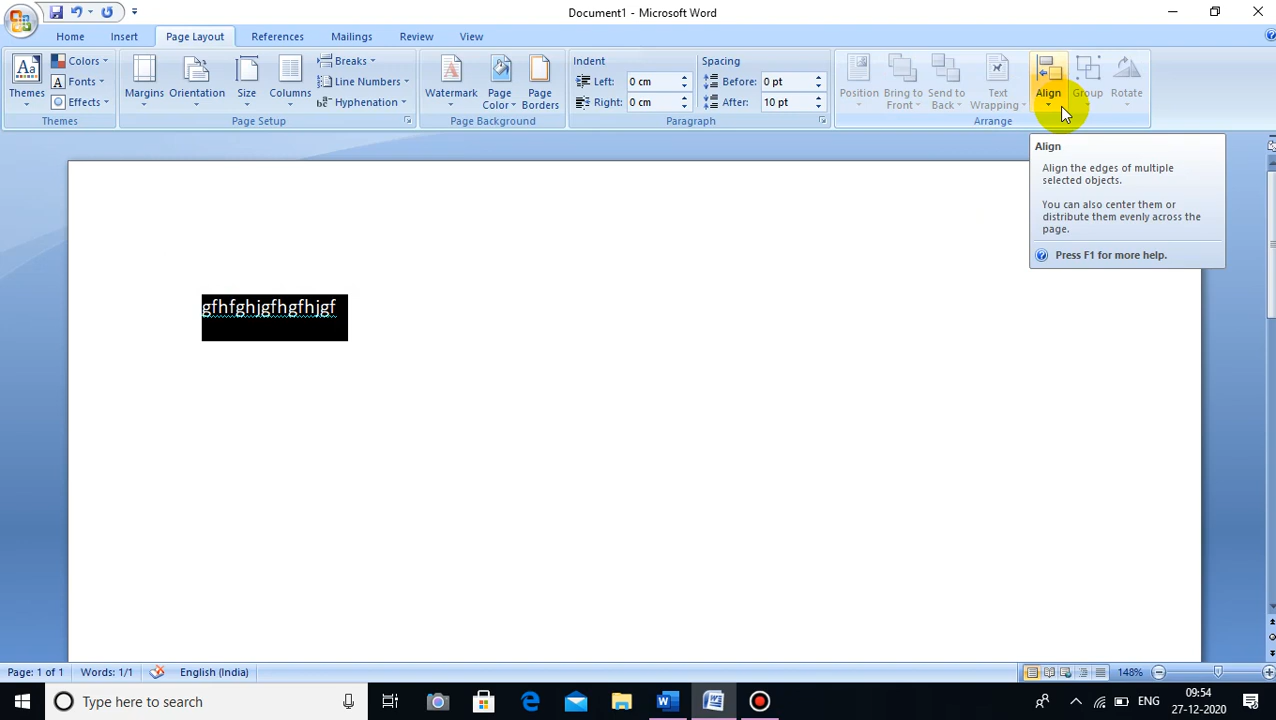 Document1 - Microsoft Word
Home Insert Page Layout References Mailings Review View
Themes
Colors
Fonts
Effects
Themes
Margins
Orientation
Size
Columns
Breaks
Line Numbers
Hyphenation
Page Setup
Watermark
Page Color
Page Borders
Page Background
Indent
Left: 0 cm
Right: 0 cm
Spacing
Before: 0 pt
After: 10 pt
Paragraph
Position
Bring to Front
Send to Back
Text Wrapping
Align
Group
Rotate
Arrange
Align
Align the edges of multiple
selected objects.
You can also center them or
distribute them evenly across the
page.
Press F1 for more help.
gfhfghjgfhgfhjgf
Page: 1 of 1 Words: 1/1 English (India) 148%
Type here to search
ENG
09:54
27-12-2020